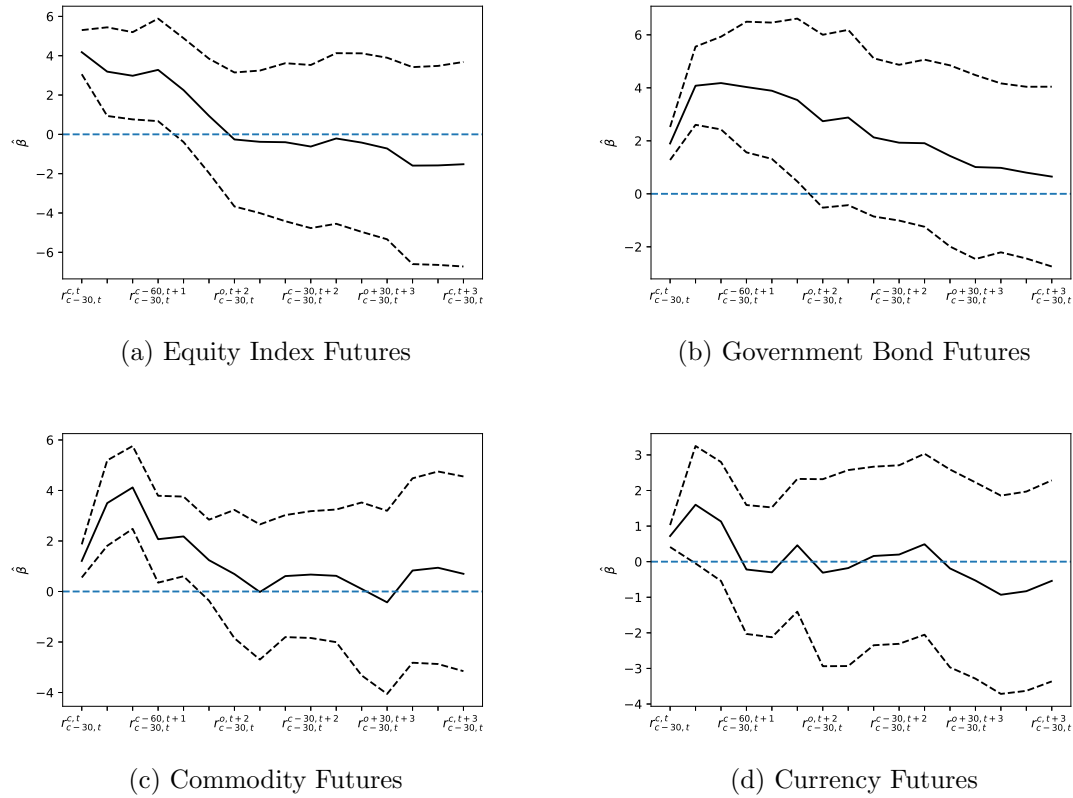 6
4
2
0
−2
−4
−6
β̂
r^{c,t}_{c−30,t} r^{c−60,t+1}_{c−30,t} r^{o,t+2}_{c−30,t} r^{c−30,t+2}_{c−30,t} r^{o+30,t+3}_{c−30,t} r^{c,t+3}_{c−30,t}
(a) Equity Index Futures
6
4
2
0
−2
β̂
r^{c,t}_{c−30,t} r^{c−60,t+1}_{c−30,t} r^{o,t+2}_{c−30,t} r^{c−30,t+2}_{c−30,t} r^{o+30,t+3}_{c−30,t} r^{c,t+3}_{c−30,t}
(b) Government Bond Futures
6
4
2
0
−2
−4
β̂
r^{c,t}_{c−30,t} r^{c−60,t+1}_{c−30,t} r^{o,t+2}_{c−30,t} r^{c−30,t+2}_{c−30,t} r^{o+30,t+3}_{c−30,t} r^{c,t+3}_{c−30,t}
(c) Commodity Futures
3
2
1
0
−1
−2
−3
−4
β̂
r^{c,t}_{c−30,t} r^{c−60,t+1}_{c−30,t} r^{o,t+2}_{c−30,t} r^{c−30,t+2}_{c−30,t} r^{o+30,t+3}_{c−30,t} r^{c,t+3}_{c−30,t}
(d) Currency Futures